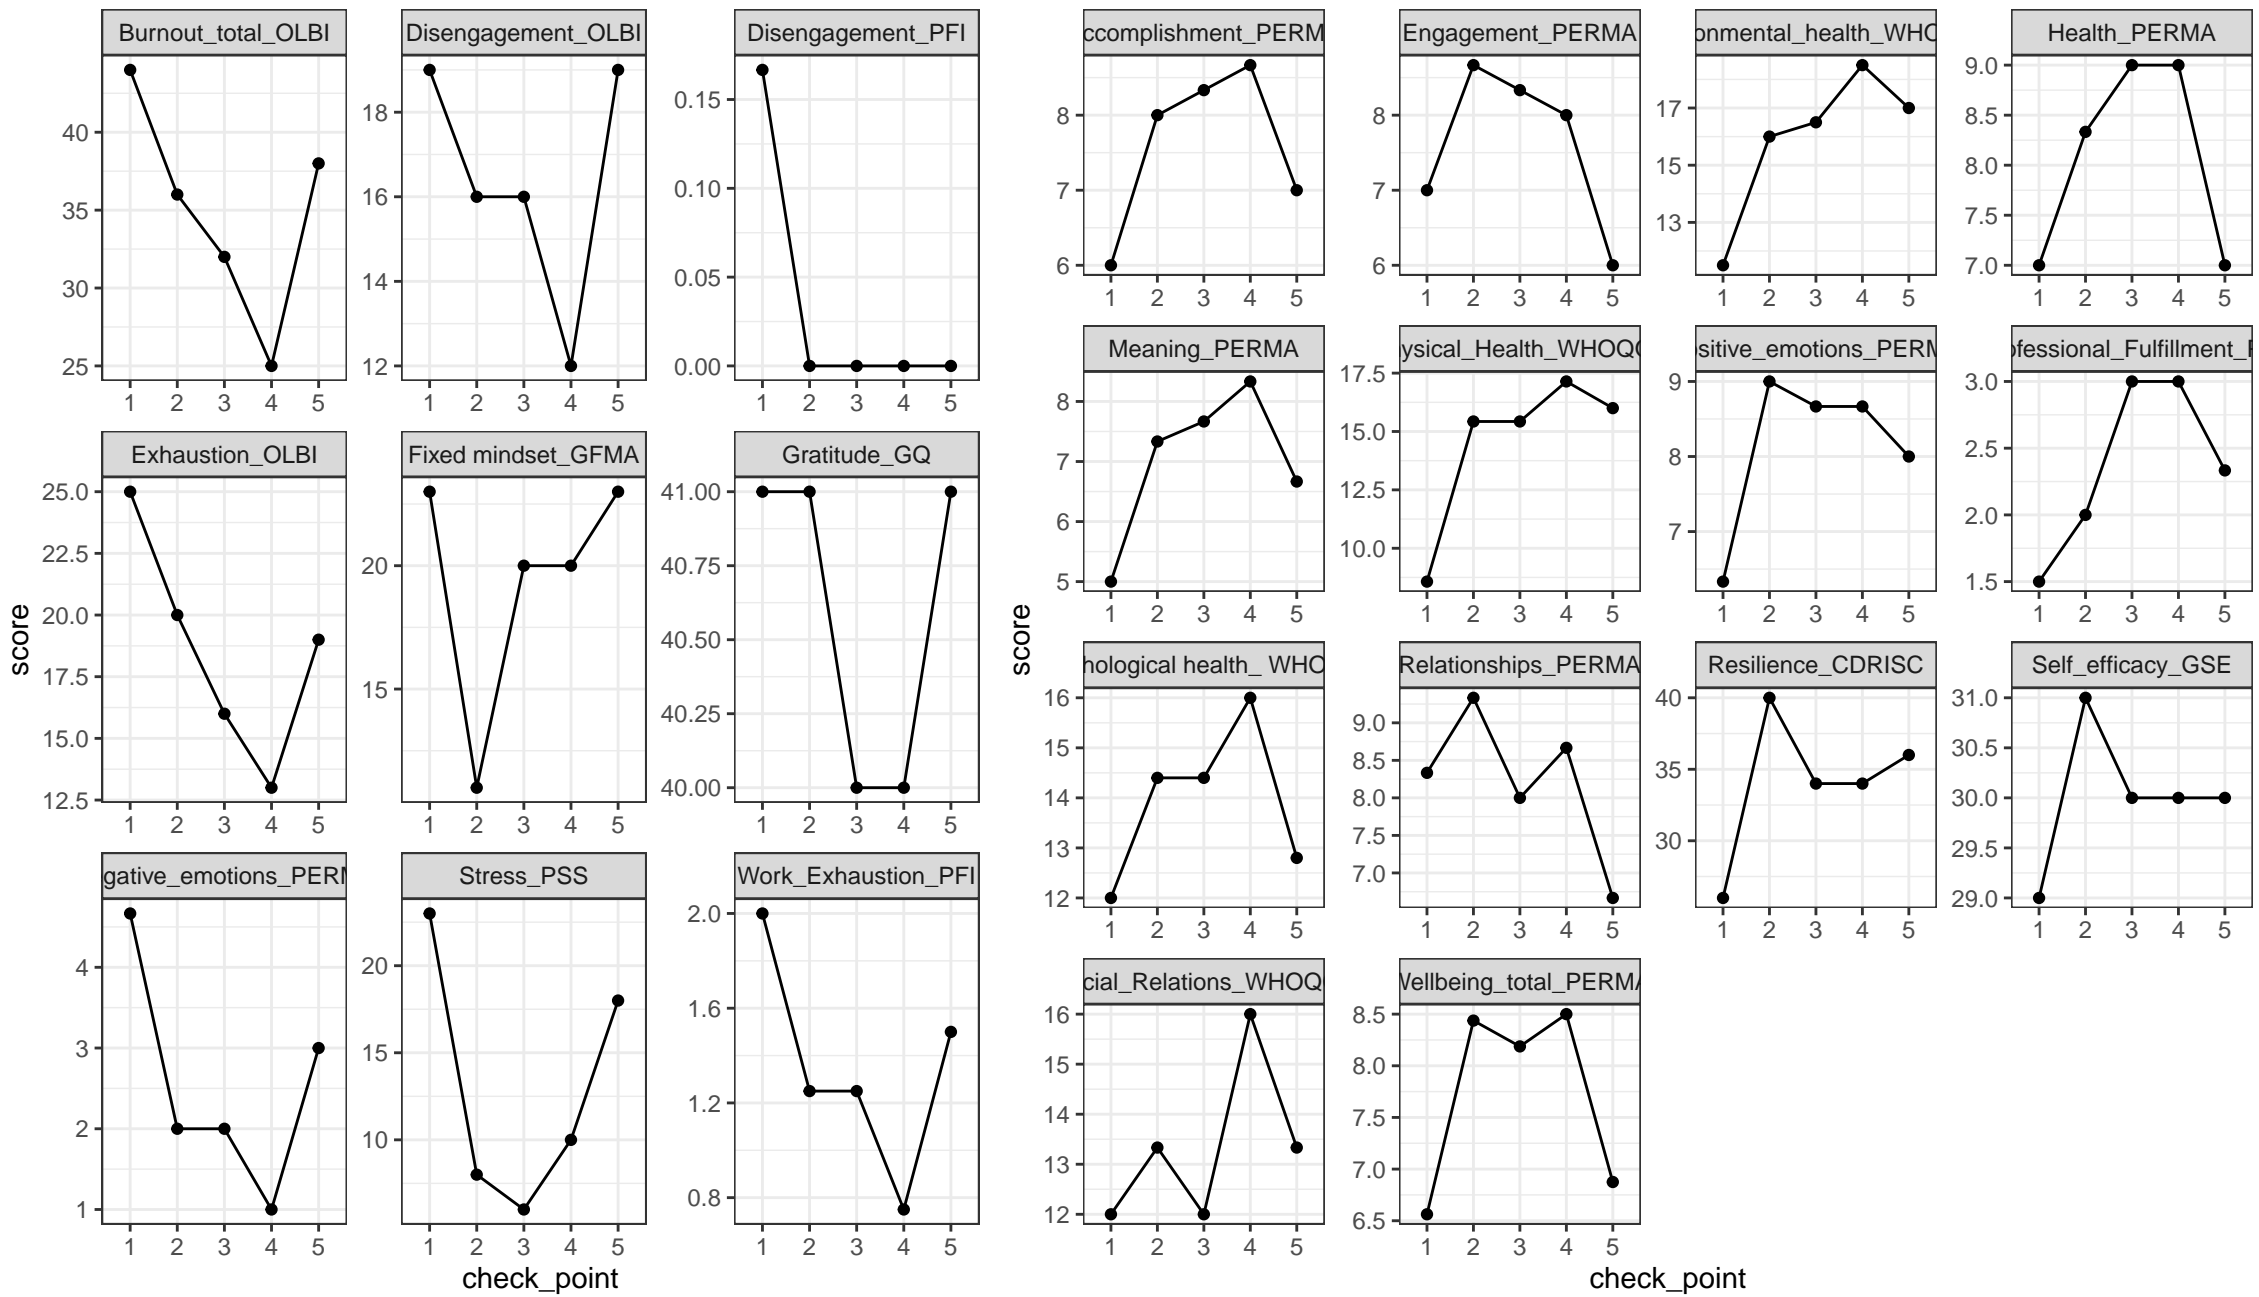 Burnout_total_OLBI
Disengagement_OLBI
Disengagement_PFI
40
35
30
25
1 2 3 4 5
18
16
14
12
1 2 3 4 5
0.15
0.10
0.05
0.00
1 2 3 4 5
Exhaustion_OLBI
Fixed mindset_GFMA
Gratitude_GQ
25.0
22.5
20.0
17.5
15.0
12.5
1 2 3 4 5
20
15
1 2 3 4 5
41.00
40.75
40.50
40.25
40.00
1 2 3 4 5
gative_emotions_PERM
Stress_PSS
Work_Exhaustion_PFI
4
3
2
1
1 2 3 4 5
20
15
10
1 2 3 4 5
2.0
1.6
1.2
0.8
1 2 3 4 5
score
check_point
ccomplishment_PERM
Engagement_PERMA
onmental_health_WHO
Health_PERMA
8
7
6
1 2 3 4 5
8
7
6
1 2 3 4 5
17
15
13
1 2 3 4 5
9.0
8.5
8.0
7.5
7.0
1 2 3 4 5
Meaning_PERMA
ysical_Health_WHOQO
ositive_emotions_PERM
ofessional_Fulfillment_P
8
7
6
5
1 2 3 4 5
17.5
15.0
12.5
10.0
1 2 3 4 5
9
8
7
1 2 3 4 5
3.0
2.5
2.0
1.5
1 2 3 4 5
hological health_ WHO
Relationships_PERMA
Resilience_CDRISC
Self_efficacy_GSE
16
15
14
13
12
1 2 3 4 5
9.0
8.5
8.0
7.5
7.0
1 2 3 4 5
40
35
30
1 2 3 4 5
31.0
30.5
30.0
29.5
29.0
1 2 3 4 5
cial_Relations_WHOQO
Wellbeing_total_PERMA
16
15
14
13
12
1 2 3 4 5
8.5
8.0
7.5
7.0
6.5
1 2 3 4 5
score
check_point